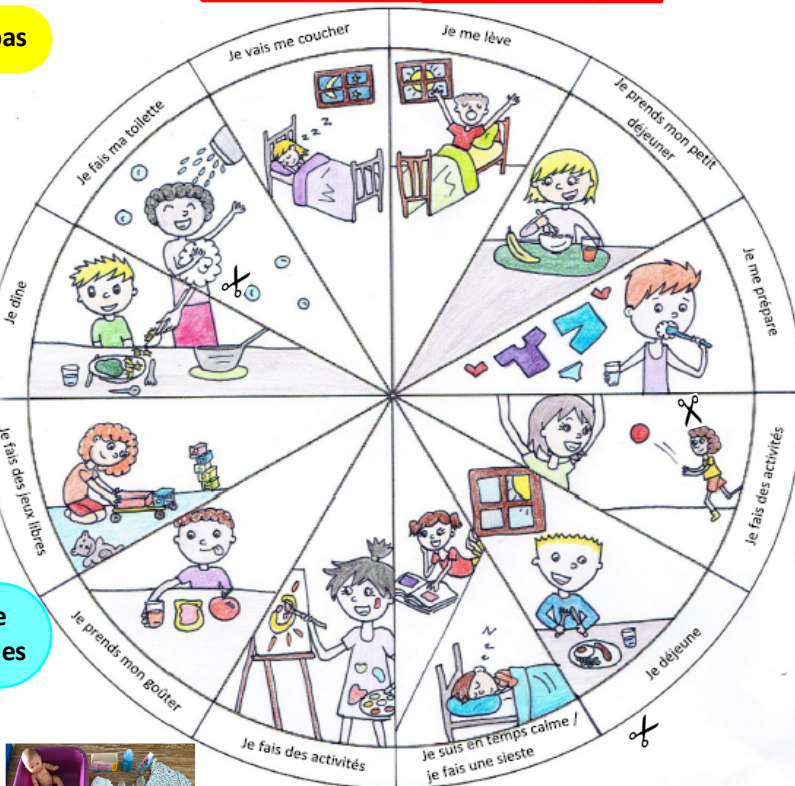 pas
Je me lève
Je prends mon petit
déjeuner
Je me prépare
Je fais des activités
Je déjeune
Je suis en temps calme /
je fais une sieste
Je fais des activités
Je prends mon goûter
Je fais des jeux libres
Je dîne
Je fais ma toilette
Je vais me coucher
z z z
e
es